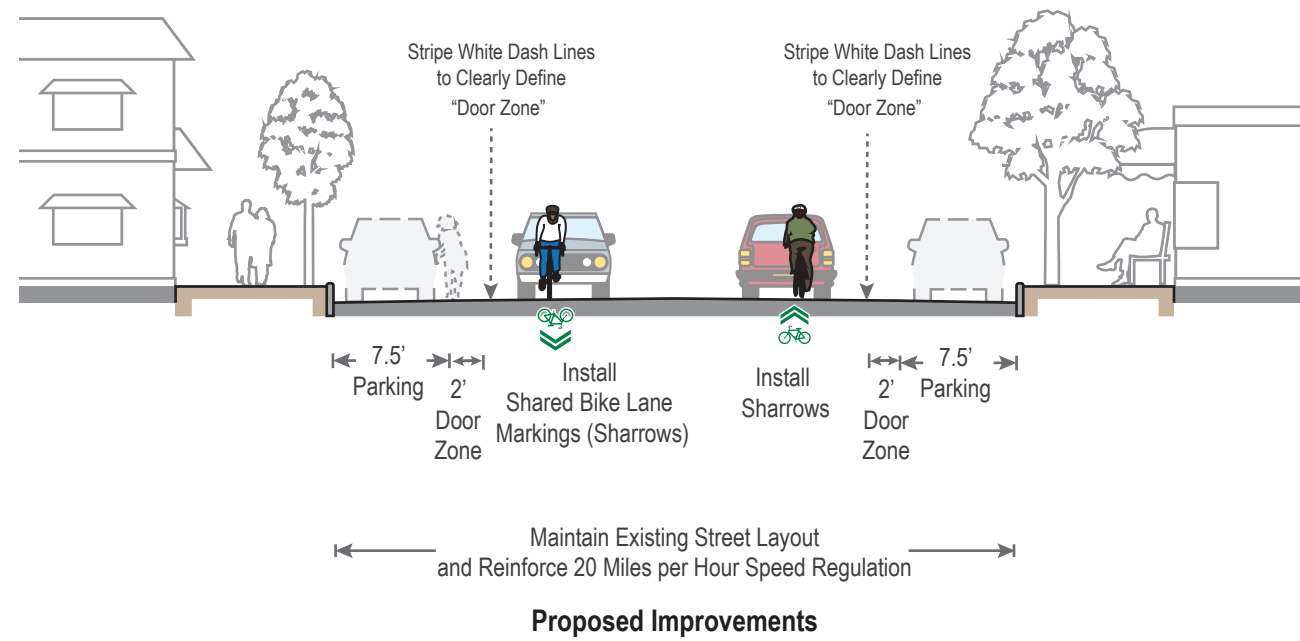 Stripe White Dash Lines
to Clearly Define
“Door Zone”
Stripe White Dash Lines
to Clearly Define
“Door Zone”
7.5’
Parking
2’
Door
Zone
Install
Shared Bike Lane
Markings (Sharrows)
Install
Sharrows
2’
Door
Zone
7.5’
Parking
Maintain Existing Street Layout
and Reinforce 20 Miles per Hour Speed Regulation
Proposed Improvements